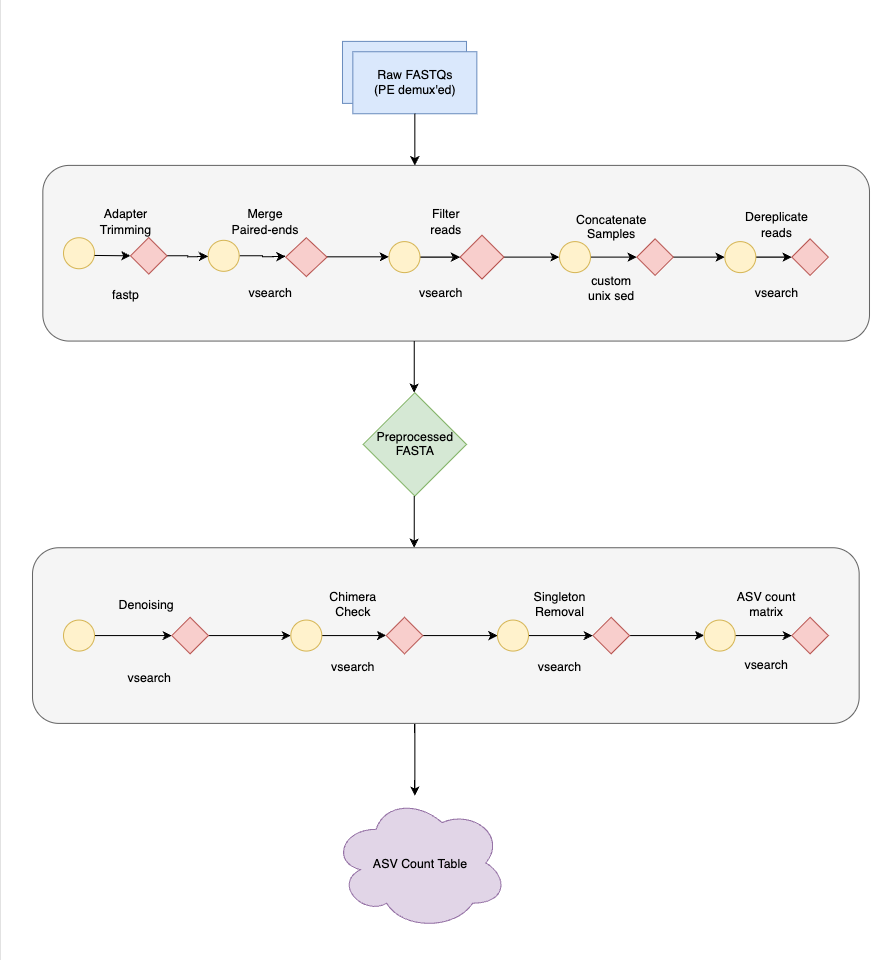 Raw FASTQs
(PE demux'ed)
Adapter
Trimming
fastp
Merge
Paired-ends
vsearch
Filter
reads
vsearch
Concatenate
Samples
custom
unix sed
Dereplicate
reads
vsearch
Preprocessed
FASTA
Denoising
vsearch
Chimera
Check
vsearch
Singleton
Removal
vsearch
ASV count
matrix
vsearch
ASV Count Table